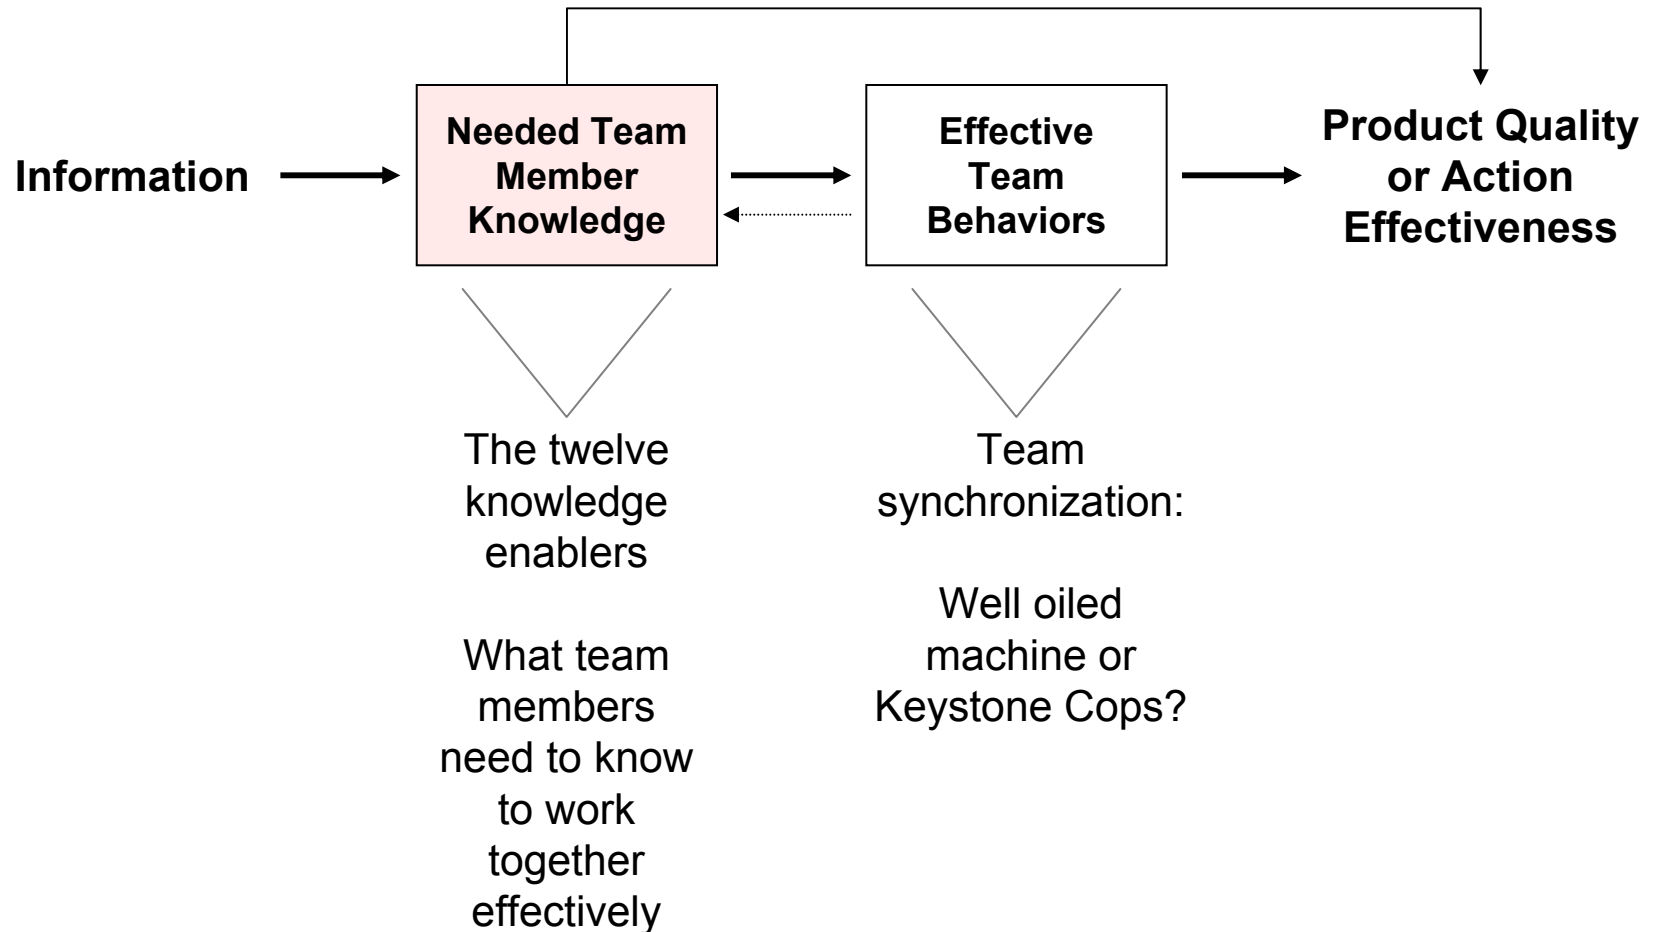 Information
Needed Team
Member
Knowledge
Effective
Team
Behaviors
Product Quality
or Action
Effectiveness
The twelve
knowledge
enablers
What team
members
need to know
to work
together
effectively
Team
synchronization:
Well oiled
machine or
Keystone Cops?